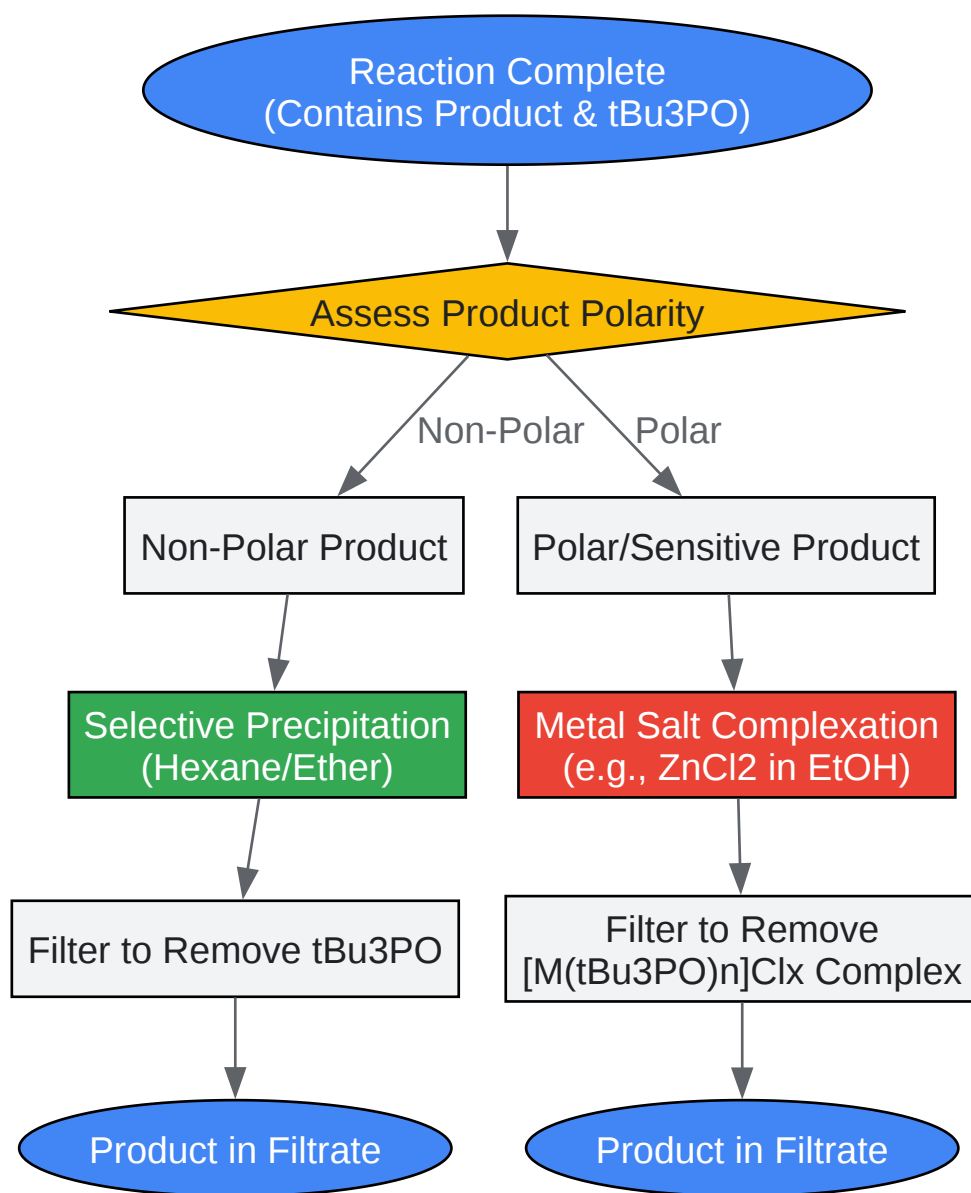 Reaction Complete
(Contains Product & tBu3PO)
Assess Product Polarity
Non-Polar
Polar
Non-Polar Product
Polar/Sensitive Product
Selective Precipitation
(Hexane/Ether)
Metal Salt Complexation
(e.g., ZnCl2 in EtOH)
Filter to Remove tBu3PO
Filter to Remove
[M(tBu3PO)n]Clx Complex
Product in Filtrate
Product in Filtrate